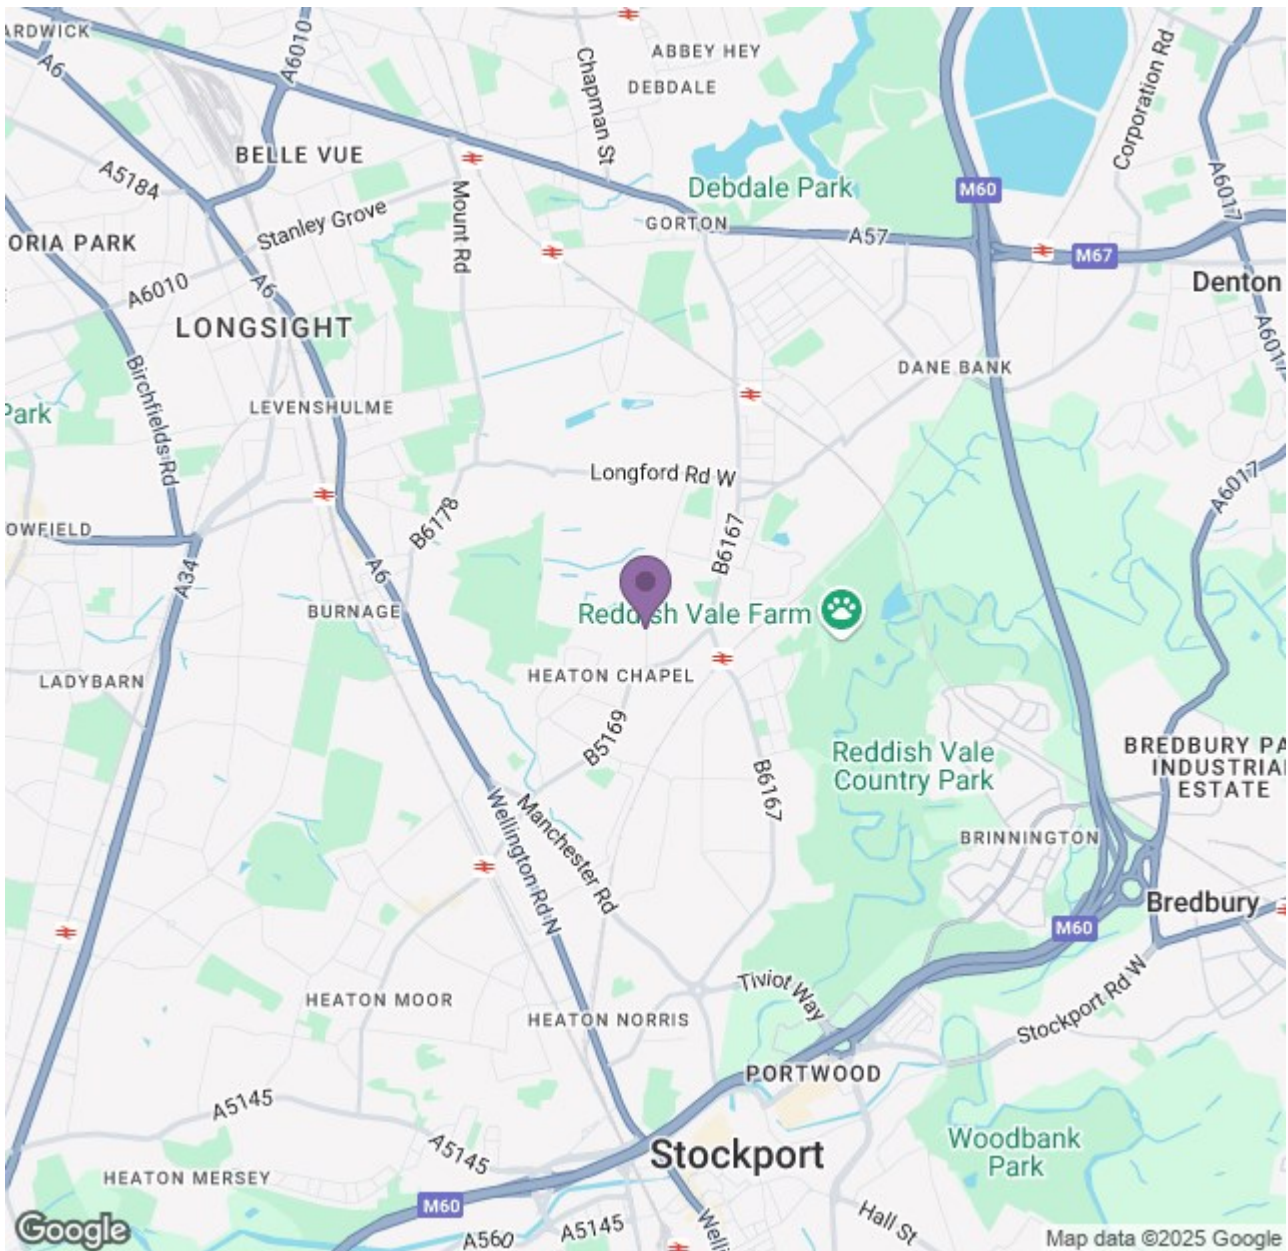 ARDWICK
A6
A6010
Chapman St
ABBEY HEY
DEBDALE
Corporation Rd
BELLE VUE
A5184
Stanley Grove
Mount Rd
Debdale Park
M60
A6017
GORTON
ORIA PARK
A57
M67
A6
A6010
Denton
LONGSIGHT
A6017
DANE BANK
Birchfields Rd
LEVENSHULME
Park
Longford Rd W
A6017
B6178
OWFIELD
B6167
A34
A6
BURNAGE
Reddish Vale Farm
HEATON CHAPEL
LADYBARN
B5169
Reddish Vale
Country Park
BREDBURY PA
INDUSTRIAL
ESTATE
B6167
Wellington Rd N
Manchester Rd
BRINNINGTON
Bredbury
M60
Tiviot Way
HEATON MOOR
HEATON NORRIS
Stockport Rd W
PORTWOOD
A5145
A5145
Stockport
Woodbank
Park
HEATON MERSEY
M60
A560
A5145
Welli
Hall St
Google
Map data ©2025 Google